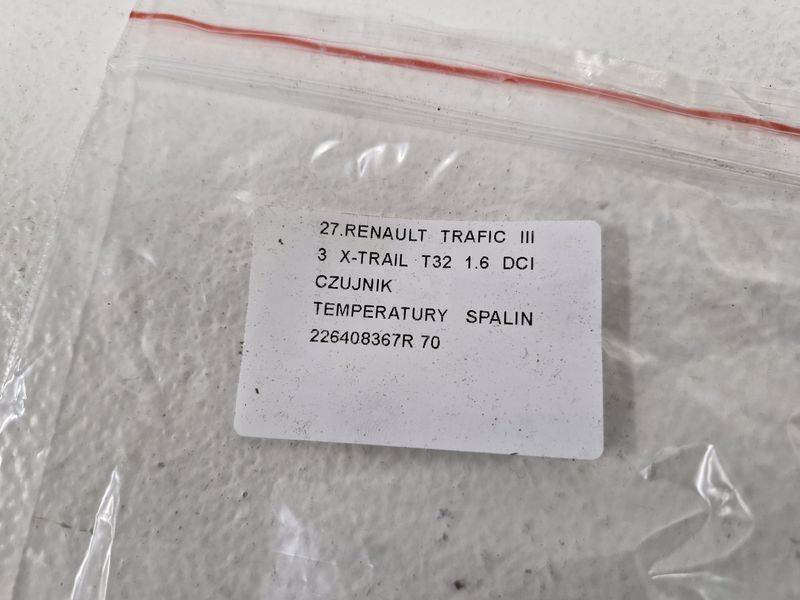 27.RENAULT TRAFIC III
3 X-TRAIL T32 1.6 DCI
CZUJNIK
TEMPERATURY SPALIN
226408367R 70